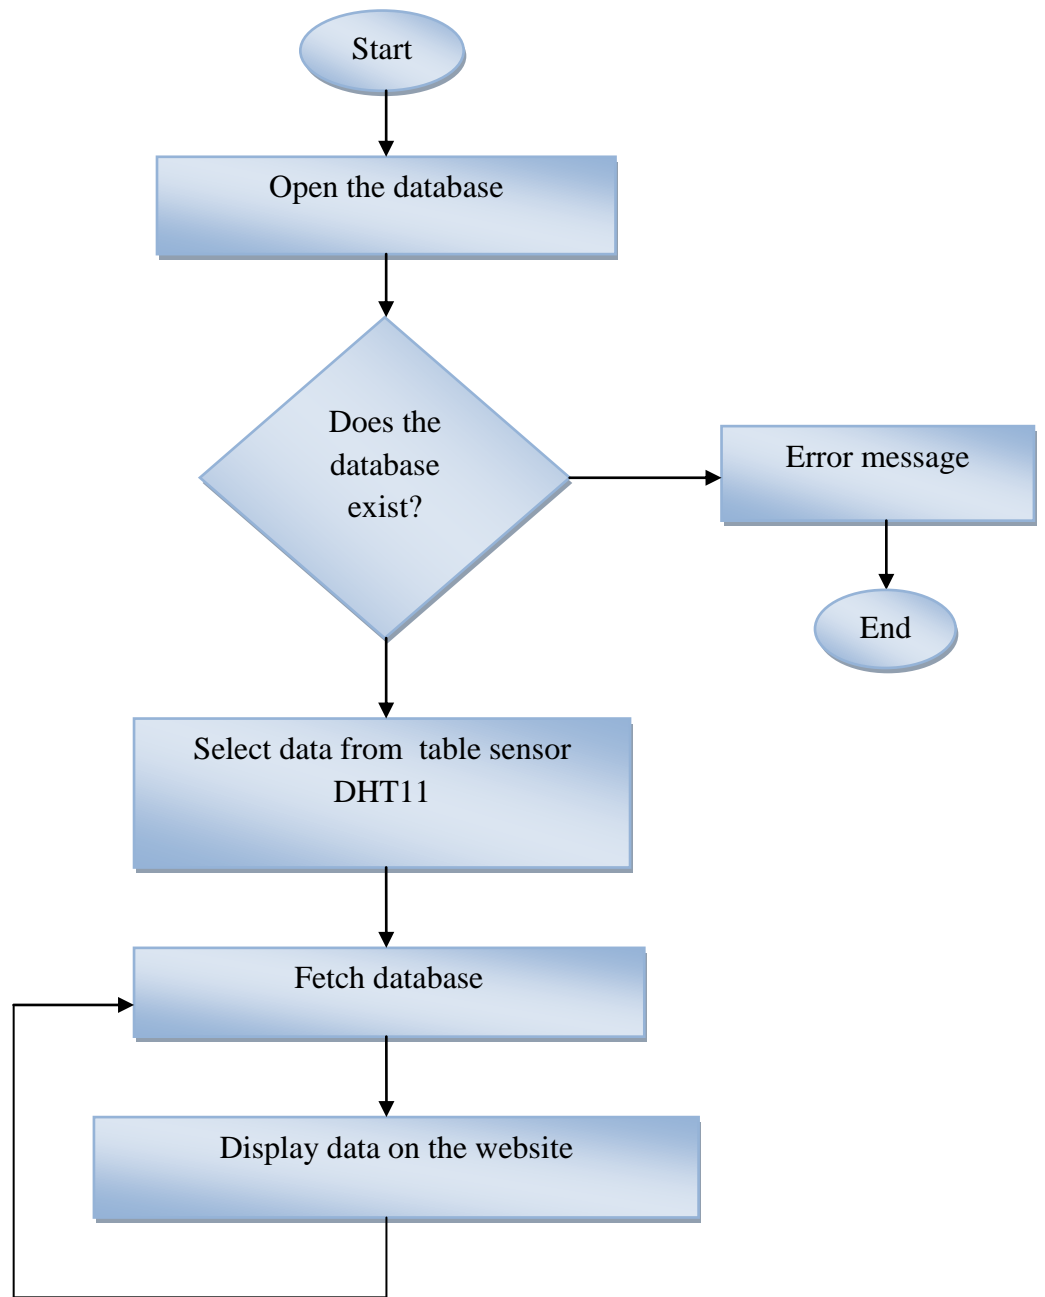 Start
Open the database
Does the
database
exist?
Error message
End
Select data from  table sensor
DHT11
Fetch database
Display data on the website